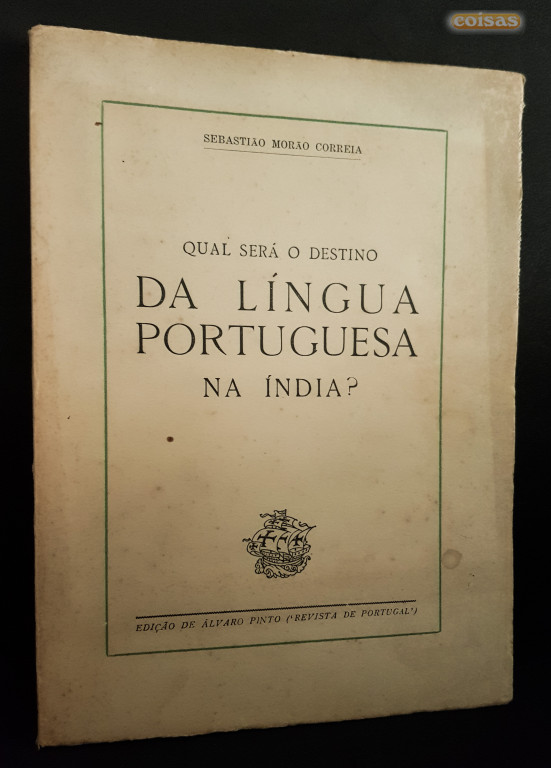 coisas
SEBASTIÃO MORÃO CORREIA
QUAL SERÁ O DESTINO
DA LÍNGUA
PORTUGUESA
NA ÍNDIA?
EDIÇÃO DE ÁLVARO PINTO ('REVISTA DE PORTUGAL')